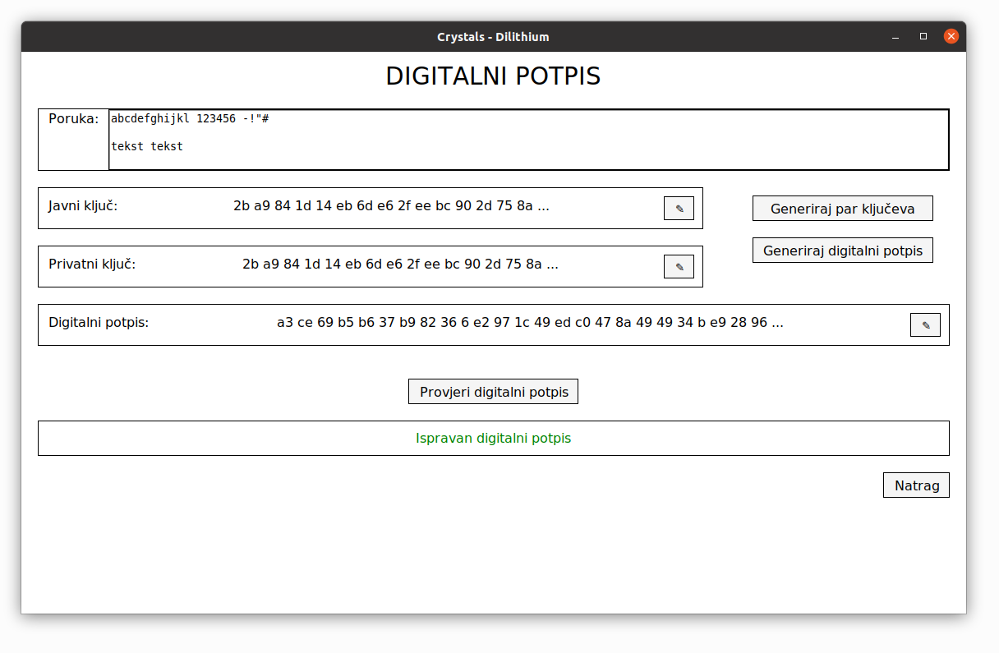 Crystals - Dilithium
DIGITALNI POTPIS
Poruka:
abcdefghijkl 123456 -!"#
tekst tekst
Javni ključ: 2b a9 84 1d 14 eb 6d e6 2f ee bc 90 2d 75 8a ... ✎
Generiraj par ključeva
Privatni ključ: 2b a9 84 1d 14 eb 6d e6 2f ee bc 90 2d 75 8a ... ✎
Generiraj digitalni potpis
Digitalni potpis: a3 ce 69 b5 b6 37 b9 82 36 6 e2 97 1c 49 ed c0 47 8a 49 49 34 b e9 28 96 ... ✎
Provjeri digitalni potpis
Ispravan digitalni potpis
Natrag